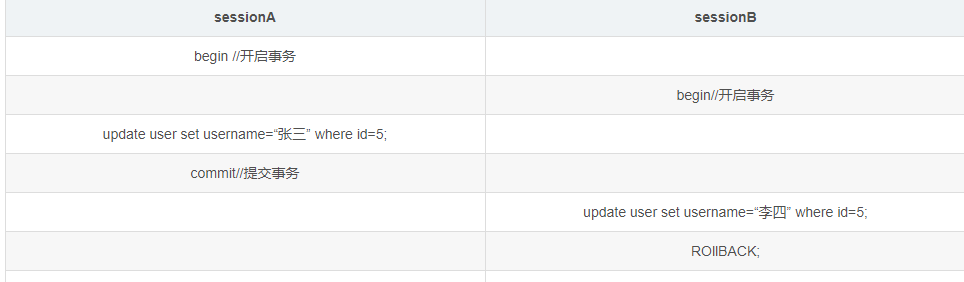 sessionA sessionB
begin //开启事务
begin//开启事务
update user set username=“张三” where id=5;
commit//提交事务
update user set username=“李四” where id=5;
ROllBACK;